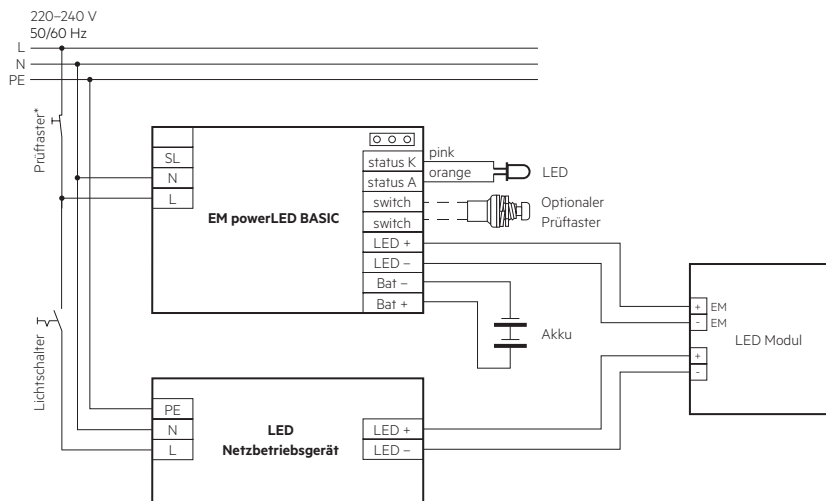 220–240 V
50/60 Hz
L
N
PE
Prüftaster*
SL
N
L
EM powerLED BASIC
status K
status A
switch
switch
LED +
LED –
Bat –
Bat +
pink
orange
LED
Optionaler
Prüftaster
Akku
+ EM
- EM
+
-
LED Modul
Lichtschalter
PE
N
L
LED
Netzbetriebsgerät
LED +
LED –